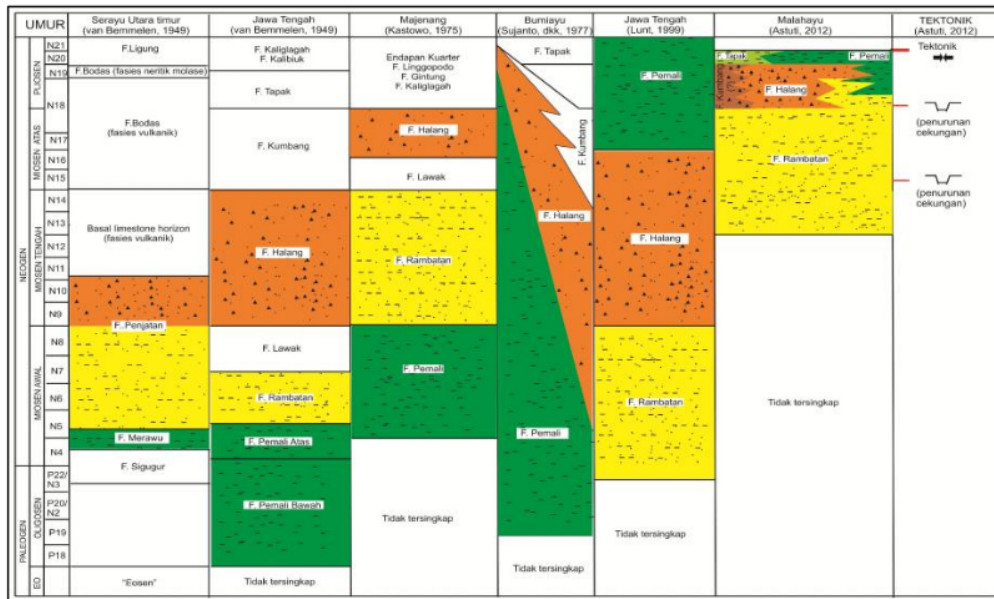 UMUR
Serayu Utara timur
(van Bemmelen, 1949)
Jawa Tengah
(van Bemmelen, 1949)
Majenang
(Kastowo, 1975)
Bumiayu
(Sujanto, dkk, 1977)
Jawa Tengah
(Lunt, 1999)
Malahayu
(Astuti, 2012)
TEKTONIK
(Astuti, 2012)
NEOGEN
PALEOGEN
PLIOSEN
MIOSEN ATAS
MIOSEN TENGAH
MIOSEN AWAL
OLIGOSEN
EO
N21
N20
N19
N18
N17
N16
N15
N14
N13
N12
N11
N10
N9
N8
N7
N6
N5
N4
P22/
N3
P20/
N2
P19
P18
F.Ligung
F.Bodas (fasies neritik molase)
F.Bodas
(fasies vulkanik)
Basal limestone horizon
(fasies vulkanik)
F. Penjatan
F. Merawu
F. Sigugur
"Eosen"
F. Kaliglagah
F. Kalibiuk
F. Tapak
F. Kumbang
F. Halang
F. Lawak
F. Rambatan
F. Pemali Atas
F. Pemali Bawah
Tidak tersingkap
Endapan Kuarter
F. Linggopodo
F. Gintung
F. Kaliglagah
F. Halang
F. Lawak
F. Rambatan
F. Pemali
Tidak tersingkap
F. Tapak
F. Kumbang
F. Halang
F. Pemali
Tidak tersingkap
F. Pemali
F. Halang
F. Rambatan
Tidak tersingkap
F. Tapak
F. Pemali
F. Kumbang
(?)
F. Halang
F. Rambatan
Tidak tersingkap
Tektonik
(penurunan
cekungan)
(penurunan
cekungan)